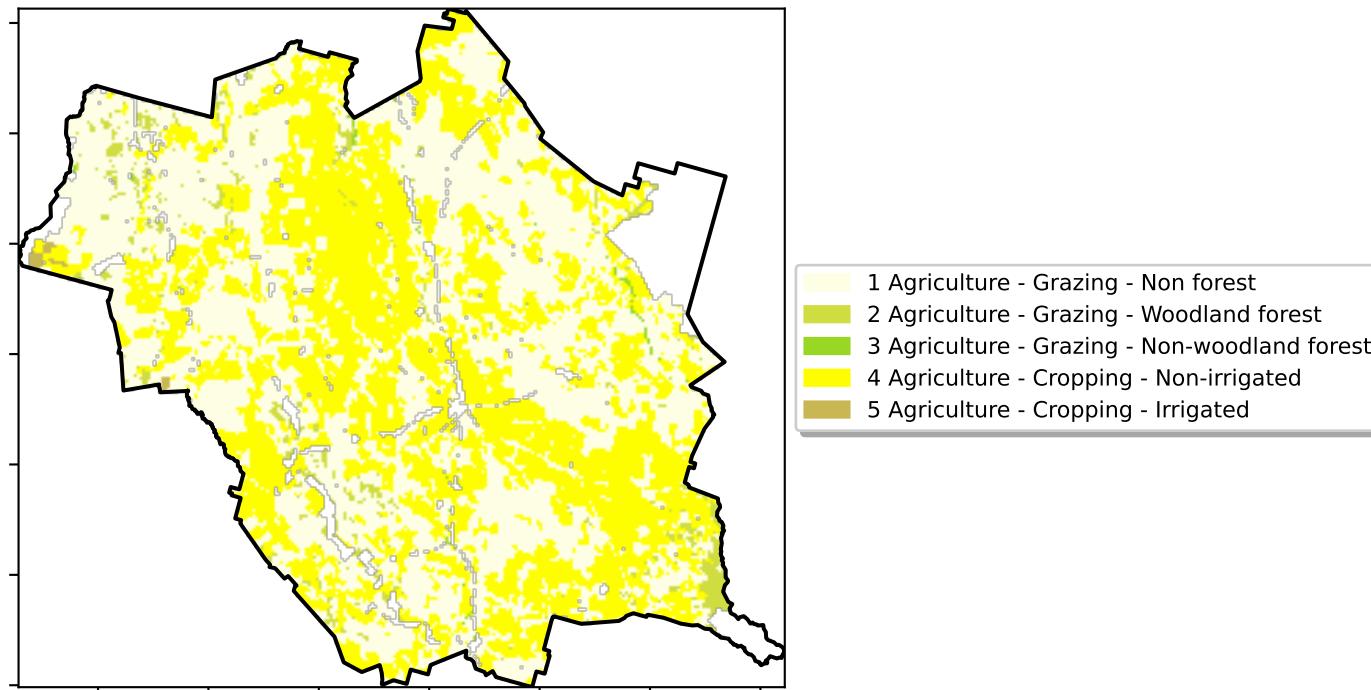 1 Agriculture - Grazing - Non forest
2 Agriculture - Grazing - Woodland forest
3 Agriculture - Grazing - Non-woodland forest
4 Agriculture - Cropping - Non-irrigated
5 Agriculture - Cropping - Irrigated